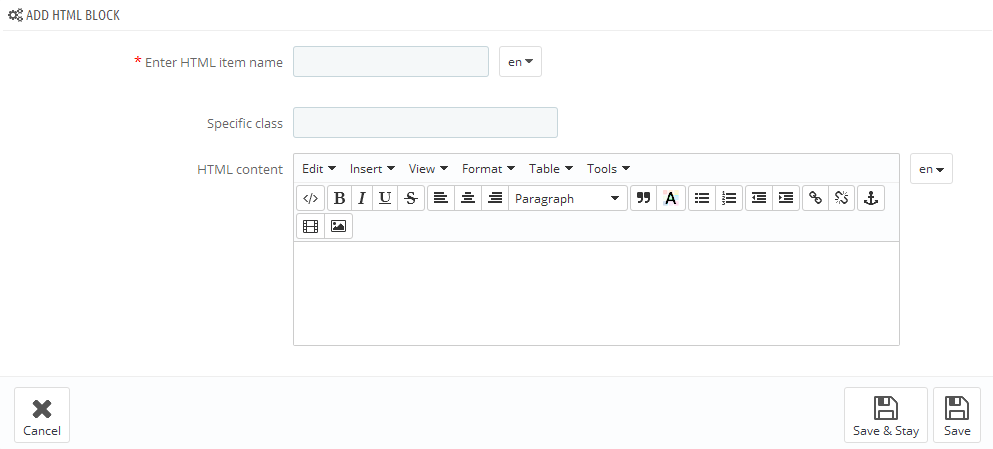 ADD HTML BLOCK
* Enter HTML item name en
Specific class
HTML content Edit Insert View Format Table Tools en
</> B I U S Paragraph A
Cancel Save & Stay Save